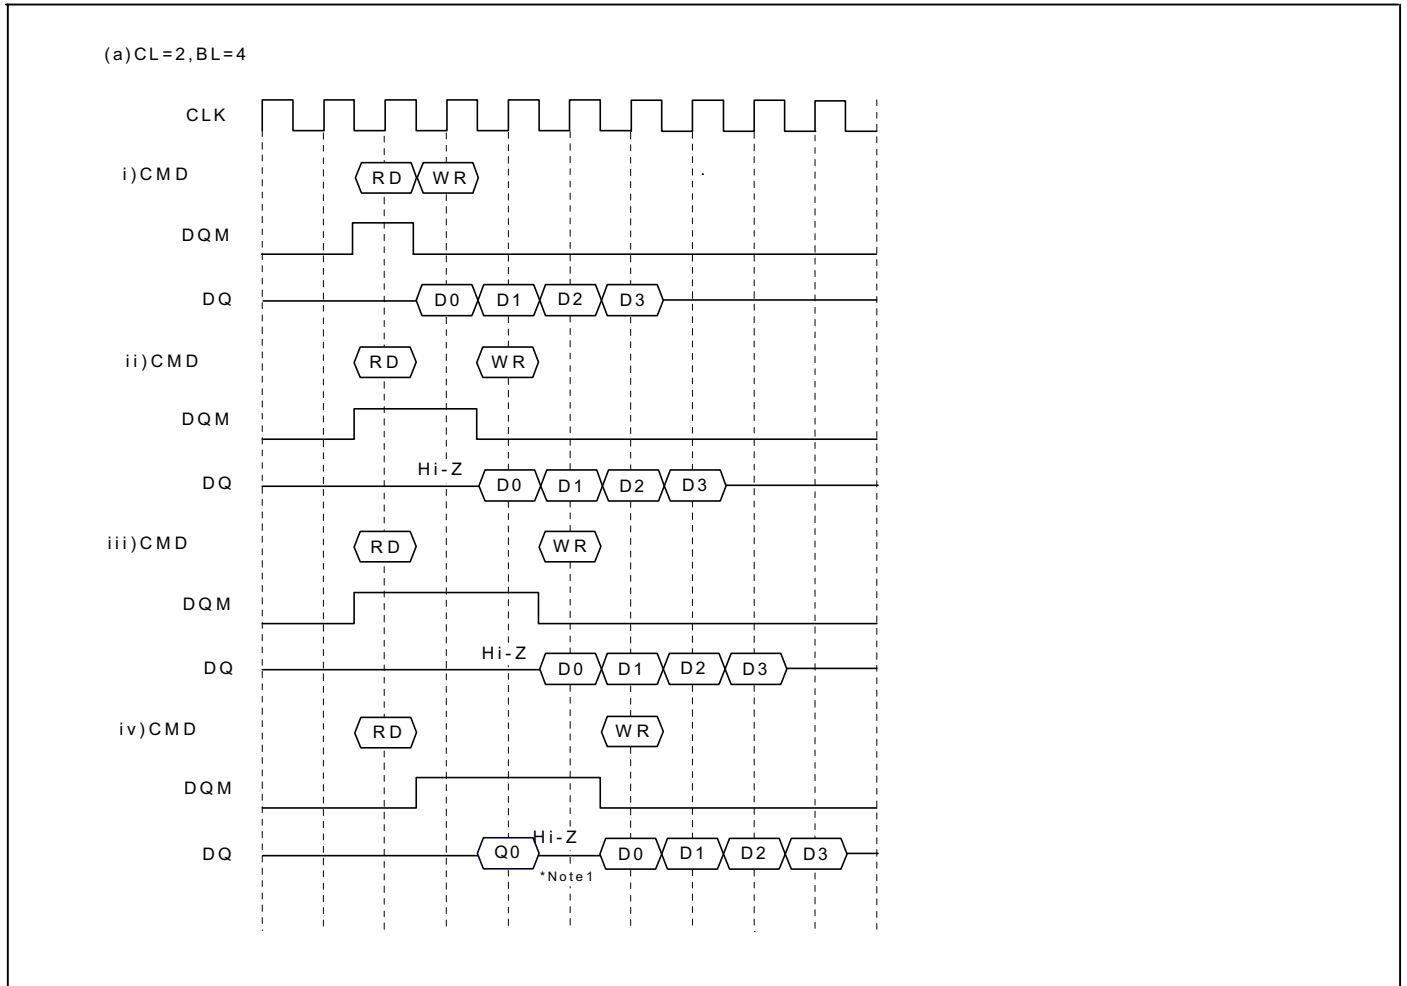 (a)CL=2,BL=4
CLK
i)CMD RD WR
DQM
DQ D0 D1 D2 D3
ii)CMD RD WR
DQM
Hi-Z
DQ D0 D1 D2 D3
iii)CMD RD WR
DQM
Hi-Z
DQ D0 D1 D2 D3
iv)CMD RD WR
DQM
Hi-Z
DQ Q0 D0 D1 D2 D3
*Note1